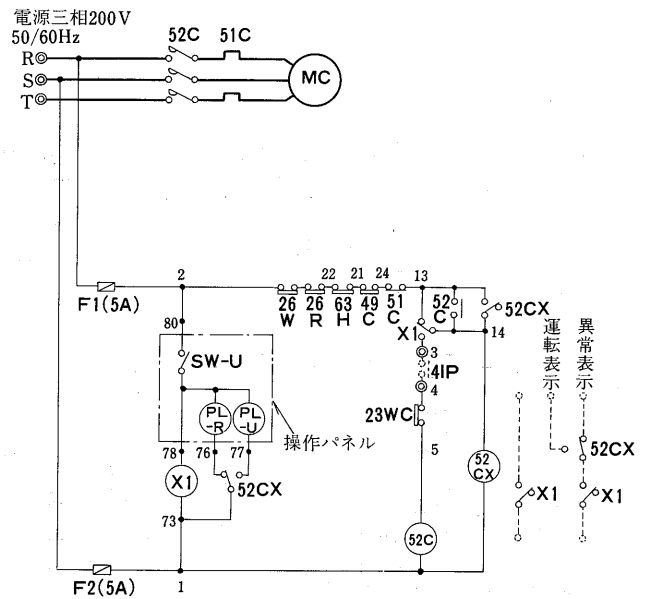 電源三相200V
50/60Hz
R
S
T
52C
51C
MC
F1(5A)
2
22
21
24
13
26
W
26
R
63
H
49
C
51
C
52
C
52CX
X1
14
80
SW-U
3
41P
4
PL
-R
PL
-U
操作パネル
23WC
78
76
77
5
52
CX
X1
52CX
73
52C
F2(5A)
1
運転表示
異常表示
52CX
X1
X1